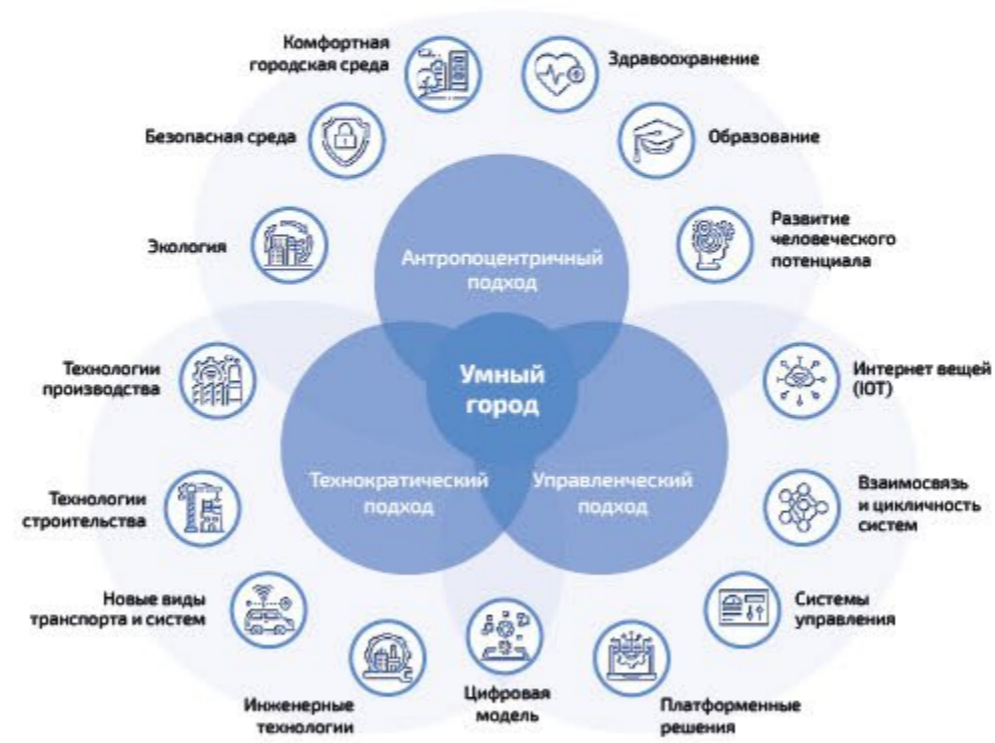 Комфортная
городская среда
Здравоохранение
Безопасная среда
Образование
Экология
Антропоцентричный
подход
Развитие
человеческого
потенциала
Технологии
производства
Умный
город
Интернет вещей
(IOT)
Технологии
строительства
Технократический
подход
Управленческий
подход
Взаимосвязь
и цикличность
систем
Новые виды
транспорта и систем
Системы
управления
Инженерные
технологии
Цифровая
модель
Платформенные
решения